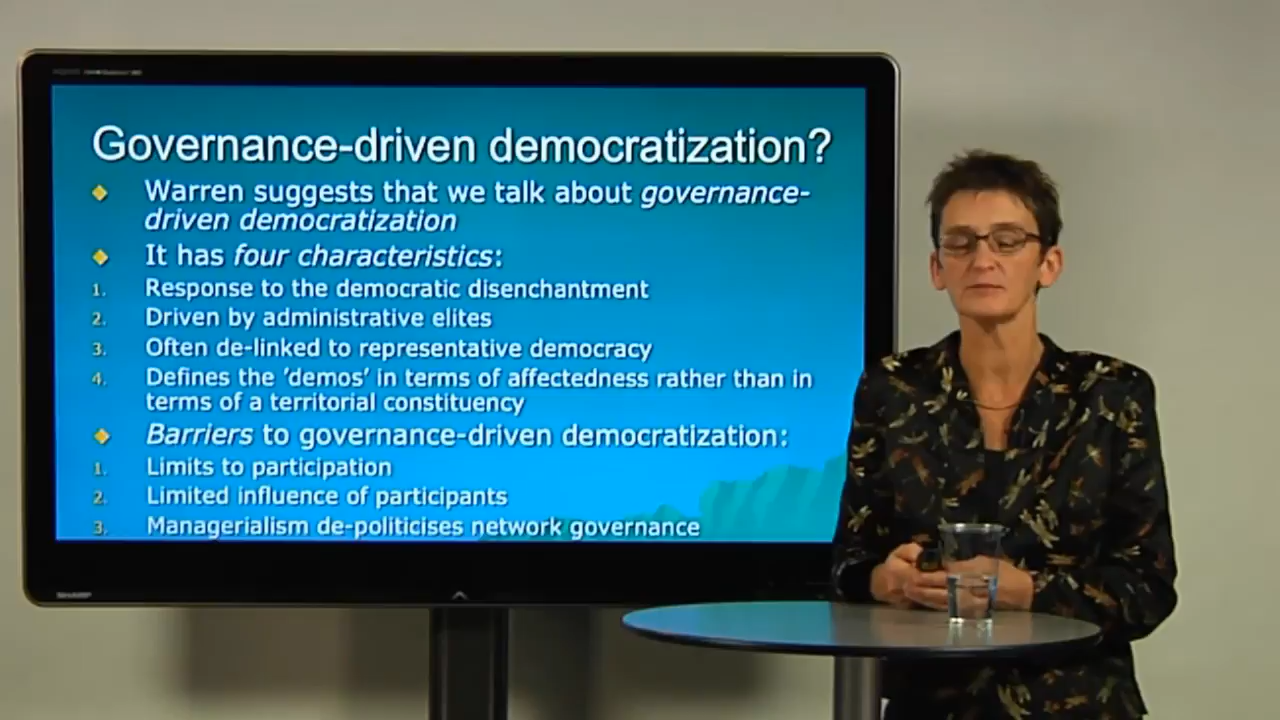 Governance-driven democratization?
Warren suggests that we talk about governance-
driven democratization
It has four characteristics:
1. Response to the democratic disenchantment
2. Driven by administrative elites
3. Often de-linked to representative democracy
4. Defines the 'demos' in terms of affectedness rather than in
terms of a territorial constituency
Barriers to governance-driven democratization:
1. Limits to participation
2. Limited influence of participants
3. Managerialism de-politicises network governance
SHARP